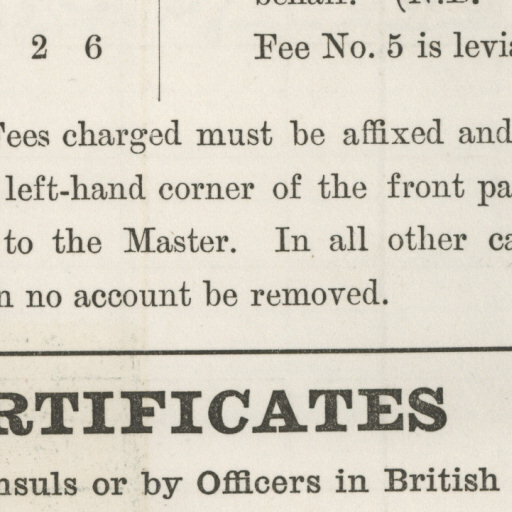 behalf. (N.B.
2 6 Fee No. 5 is levia
Fees charged must be affixed and
left-hand corner of the front pa
to the Master. In all other ca
n no account be removed.
RTIFICATES
nsuls or by Officers in British